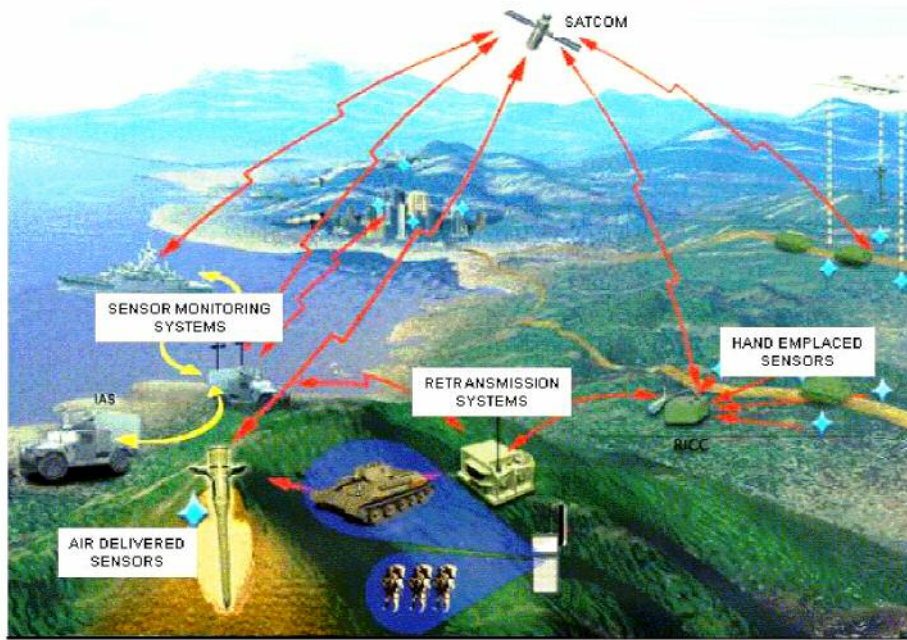 SATCOM
SENSOR MONITORING
SYSTEMS
HAND EMPLACED
SENSORS
IAS
RETRANSMISSION
SYSTEMS
RICC
AIR DELIVERED
SENSORS